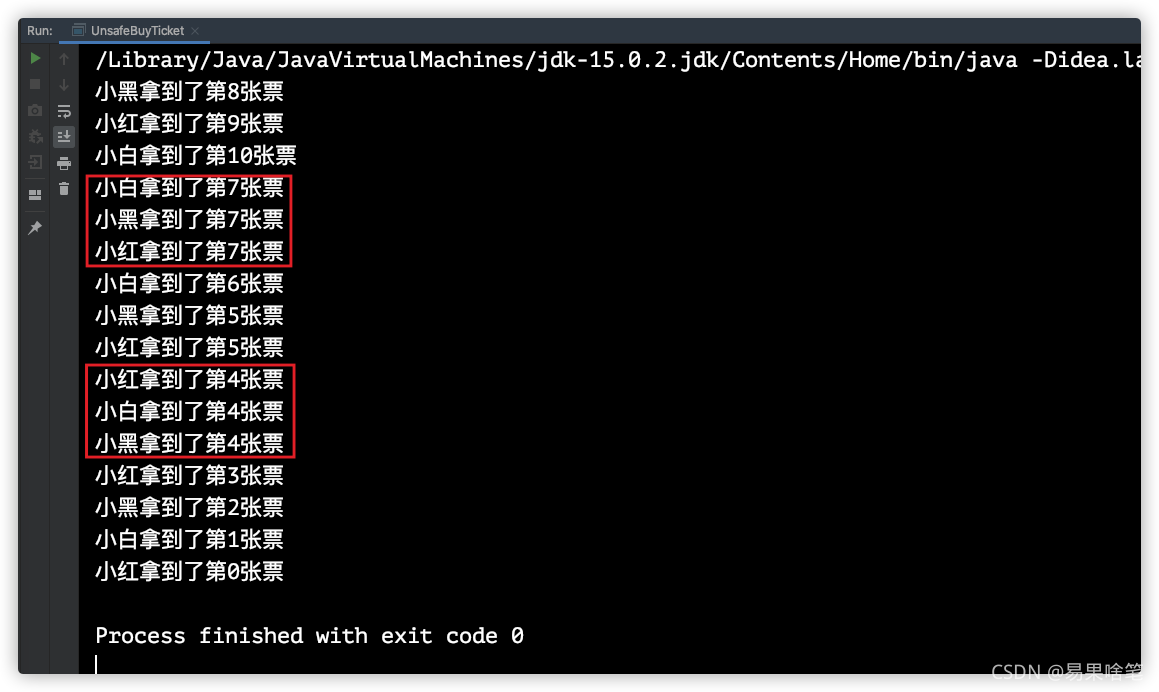 Run: UnsafeBuyTicket
/Library/Java/JavaVirtualMachines/jdk-15.0.2.jdk/Contents/Home/bin/java -Didea.la
小黑拿到了第8张票
小红拿到了第9张票
小白拿到了第10张票
小白拿到了第7张票
小黑拿到了第7张票
小红拿到了第7张票
小白拿到了第6张票
小黑拿到了第5张票
小红拿到了第5张票
小红拿到了第4张票
小白拿到了第4张票
小黑拿到了第4张票
小红拿到了第3张票
小黑拿到了第2张票
小白拿到了第1张票
小红拿到了第0张票
Process finished with exit code 0
CSDN @易果啥笔